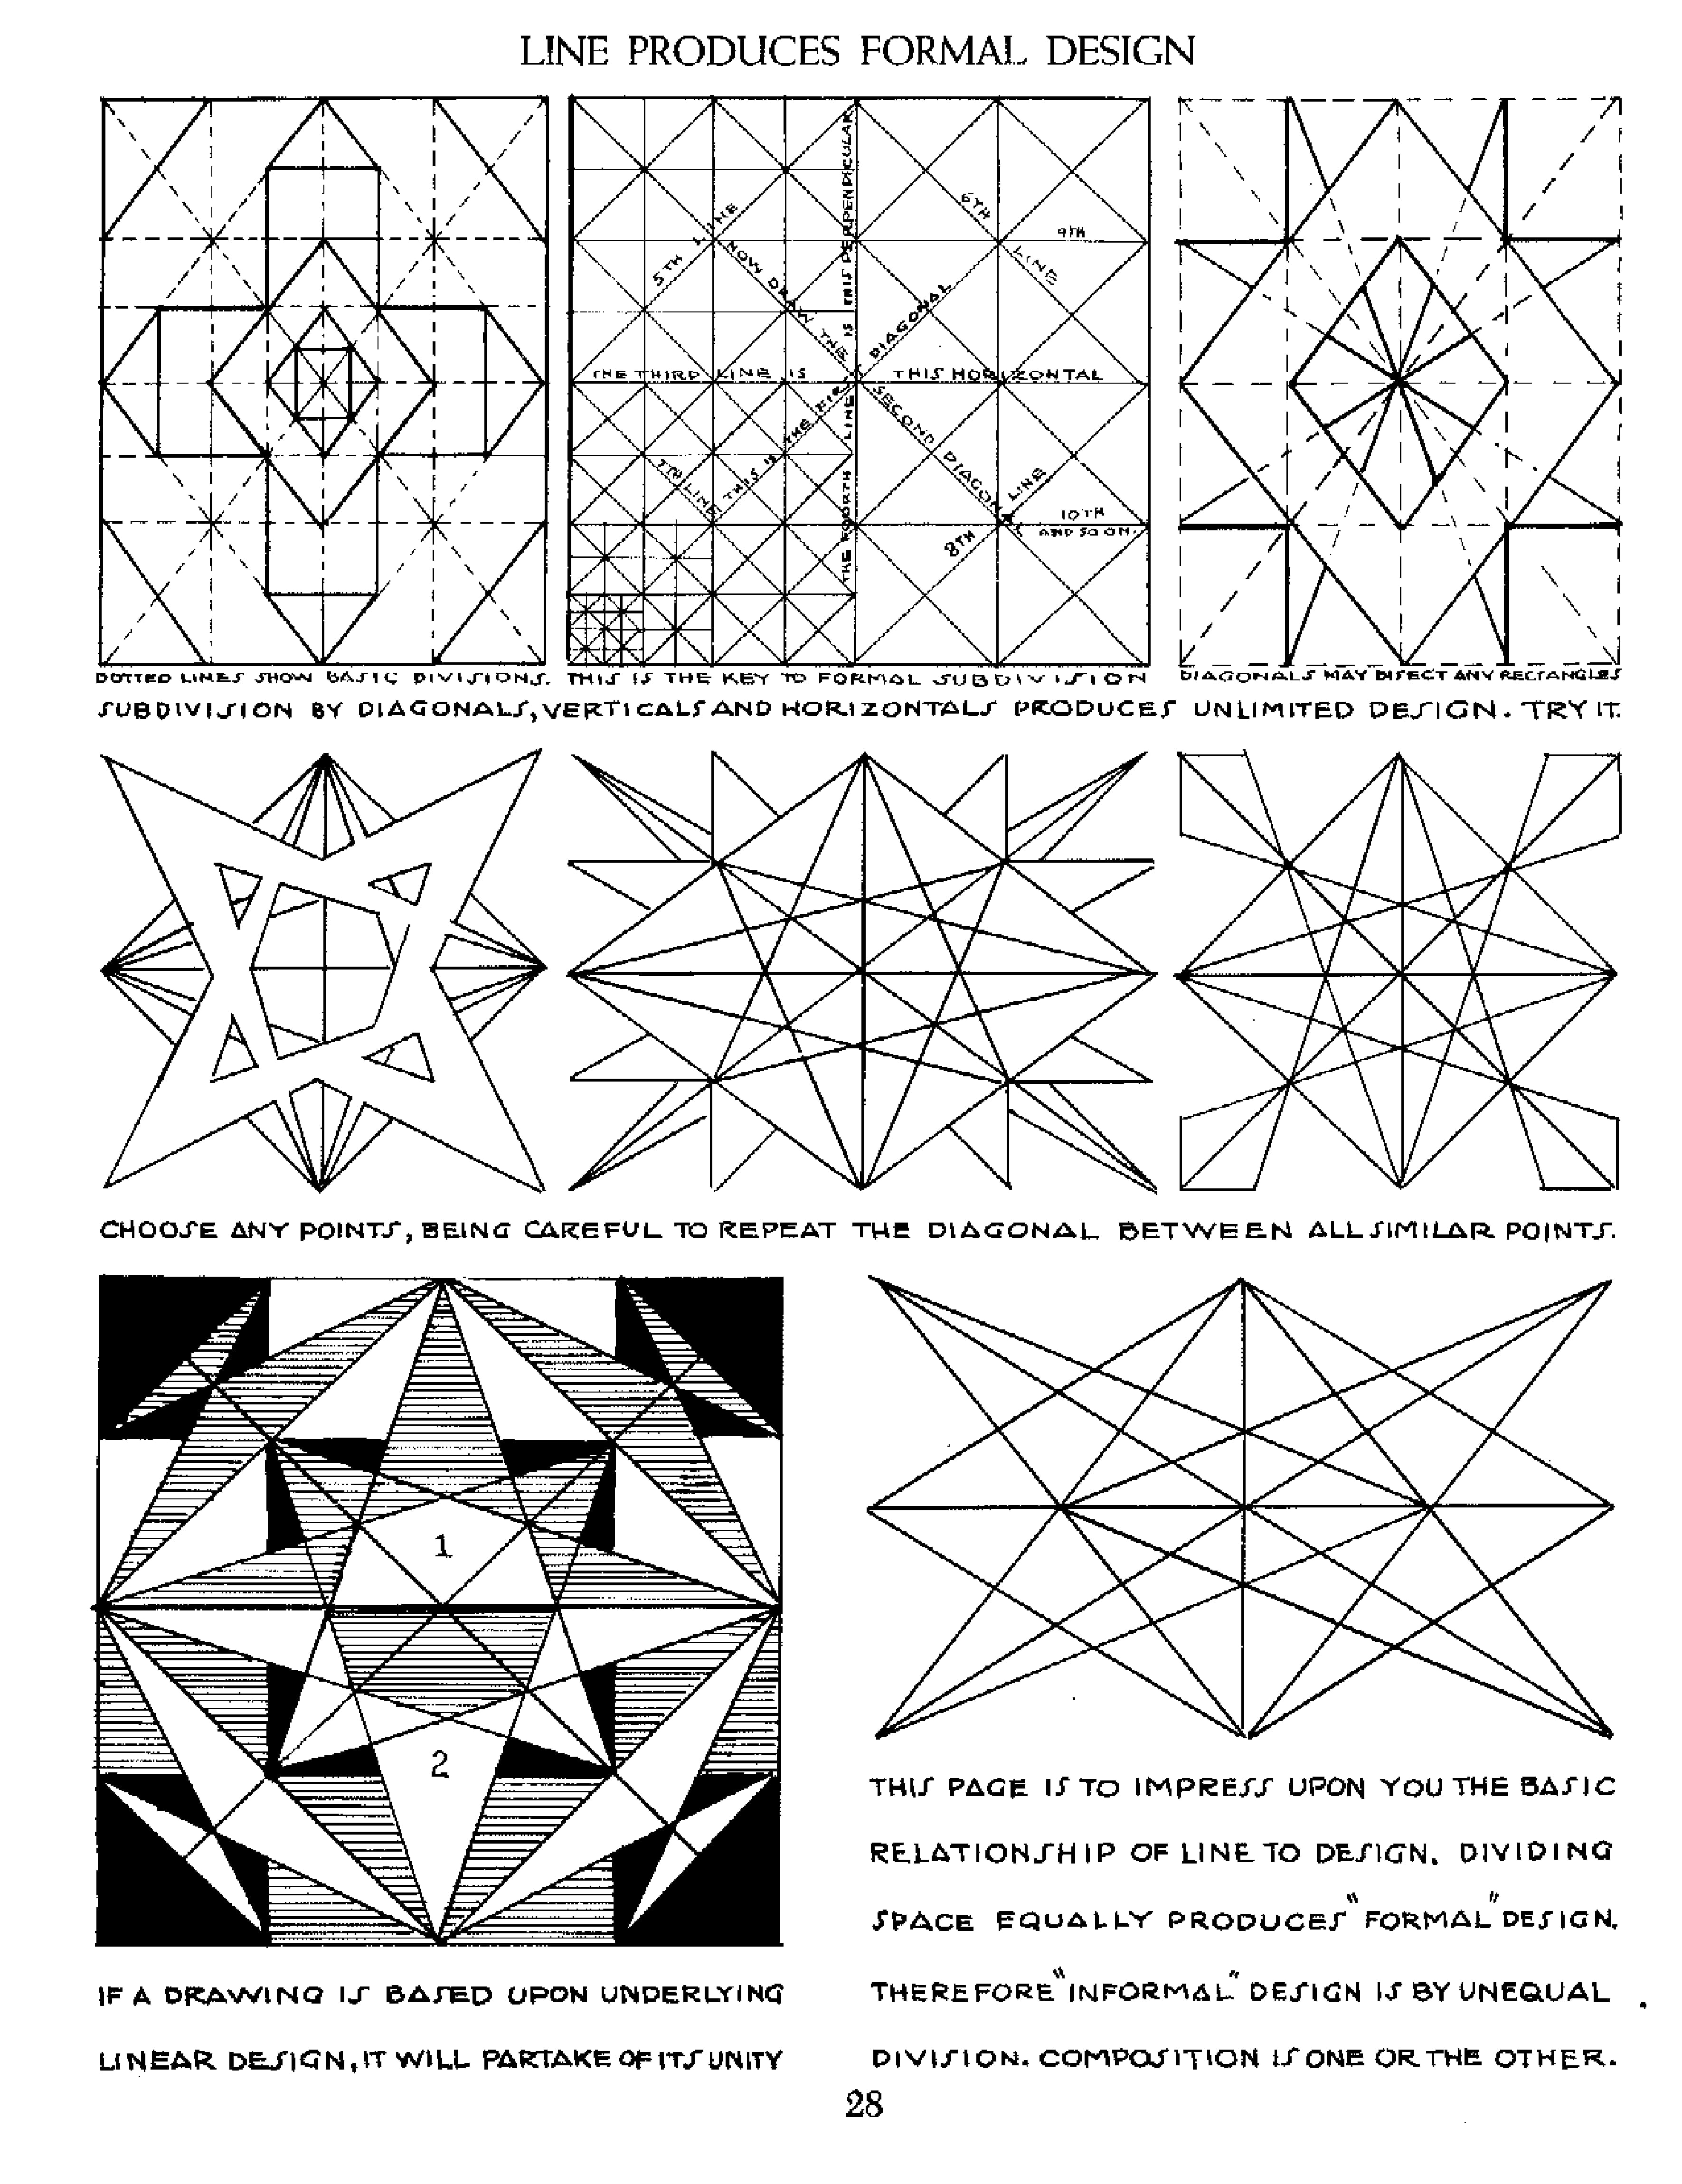 LINE PRODUCES FORMAL DESIGN
5TH LINE
NOW DRAW THE SECOND DIAGONAL
THIS IS THE FIRST DIAGONAL
THE FOURTH LINE IS THIS PERPENDICULAR
6TH LINE
9TH
THE THIRD LINE IS THIS HORIZONTAL
7TH LINE
8TH LINE
10TH
AND SO ON.
DOTTED LINES SHOW BASIC DIVISIONS. THIS IS THE KEY TO FORMAL SUBDIVISION DIAGONALS MAY BISECT ANY RECTANGLES
SUBDIVISION BY DIAGONALS, VERTICALS AND HORIZONTALS PRODUCES UNLIMITED DESIGN. TRY IT.
CHOOSE ANY POINTS, BEING CAREFUL TO REPEAT THE DIAGONAL BETWEEN ALL SIMILAR POINTS.
1
2
IF A DRAWING IS BASED UPON UNDERLYING
LINEAR DESIGN, IT WILL PARTAKE OF ITS UNITY
THIS PAGE IS TO IMPRESS UPON YOU THE BASIC
RELATIONSHIP OF LINE TO DESIGN. DIVIDING
SPACE EQUALLY PRODUCES "FORMAL" DESIGN.
THEREFORE "INFORMAL" DESIGN IS BY UNEQUAL
DIVISION. COMPOSITION IS ONE OR THE OTHER.
28